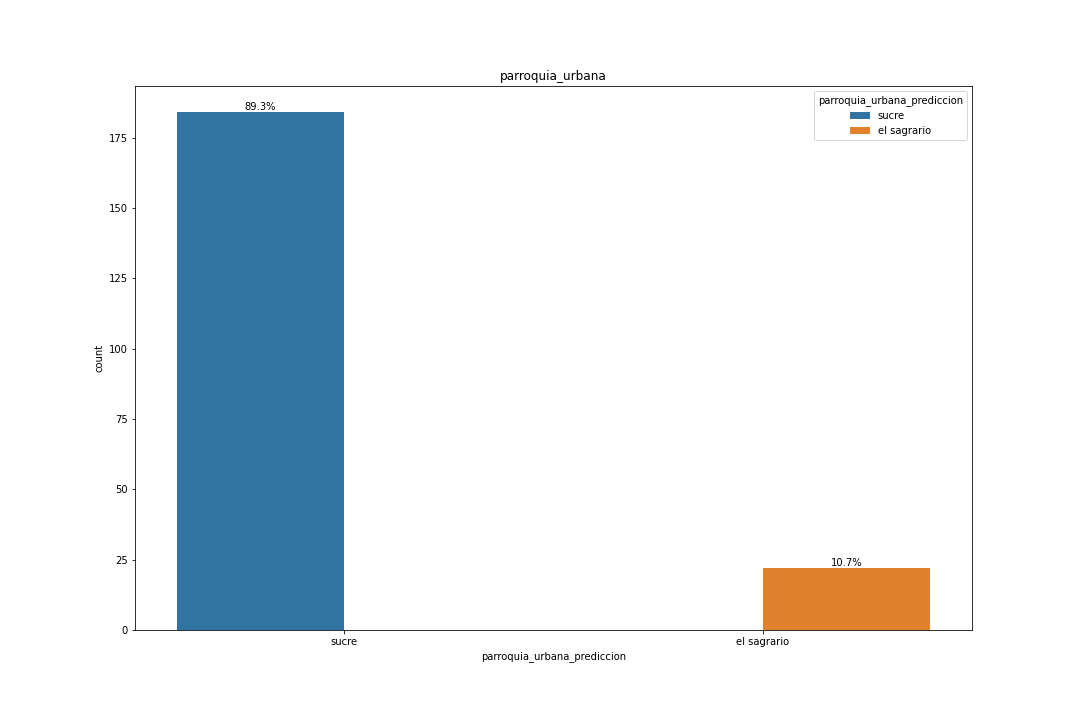 parroquia_urbana
89.3%
parroquia_urbana_prediccion
sucre
el sagrario
175
150
125
100
75
50
25
0
count
10.7%
sucre
el sagrario
parroquia_urbana_prediccion